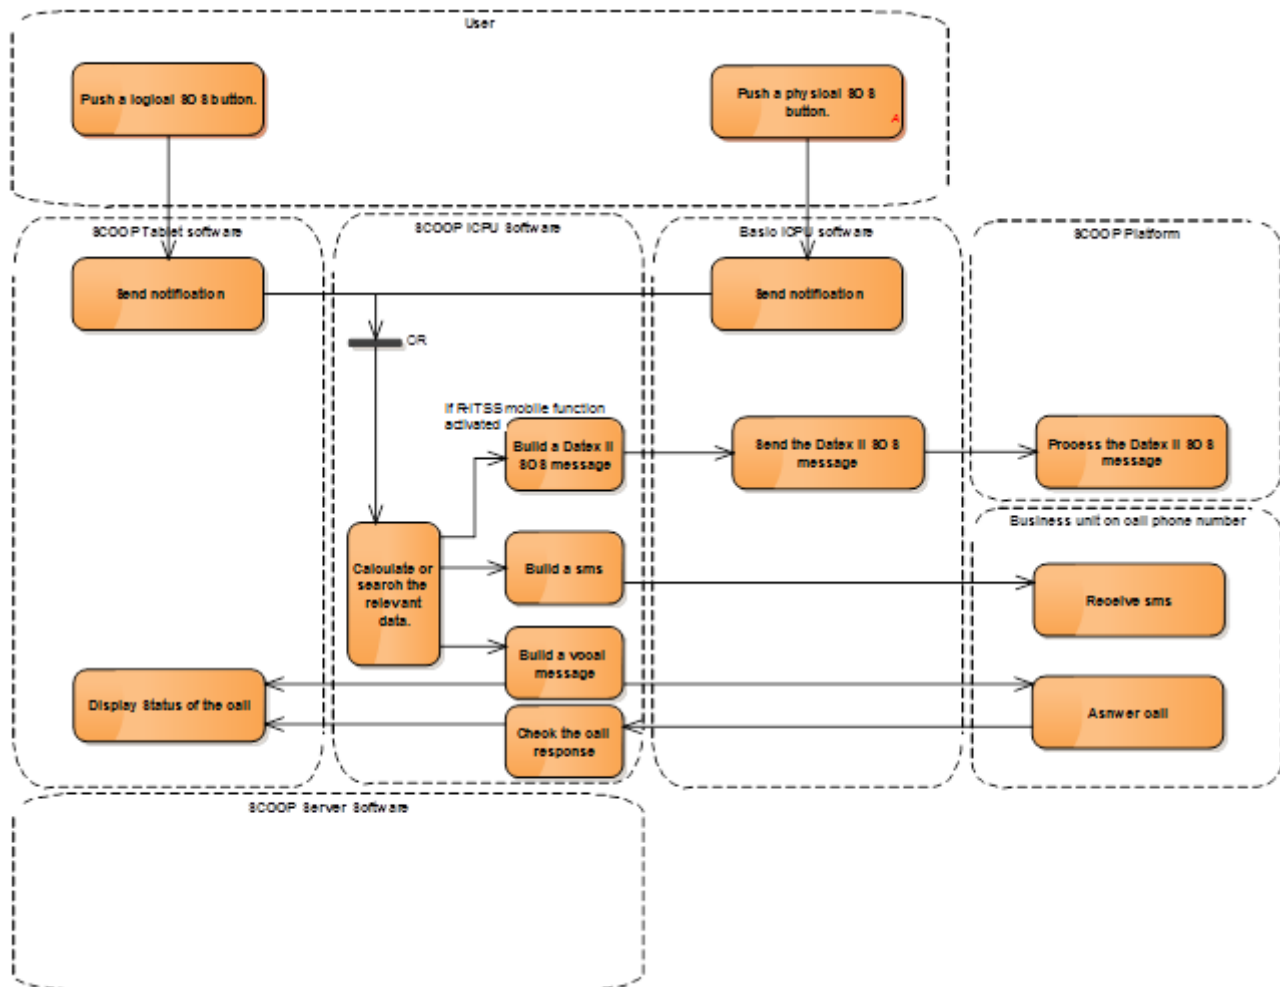 User
Push a logical SOS button.
Push a physical SOS
button.
A
SCOOP Tablet software
SCOOP ICPU Software
Basic ICPU software
SCOOP Platform
Send notification
Send notification
OR
If R-ITSS mobile function
activated
Build a Datex II
SOS message
Send the Datex II SOS
message
Process the Datex II SOS
message
Business unit on call phone number
Calculate or
search the
relevant
data.
Build a sms
Receive sms
Build a vocal
message
Display Status of the call
Asnwer call
Check the call
response
SCOOP Server Software